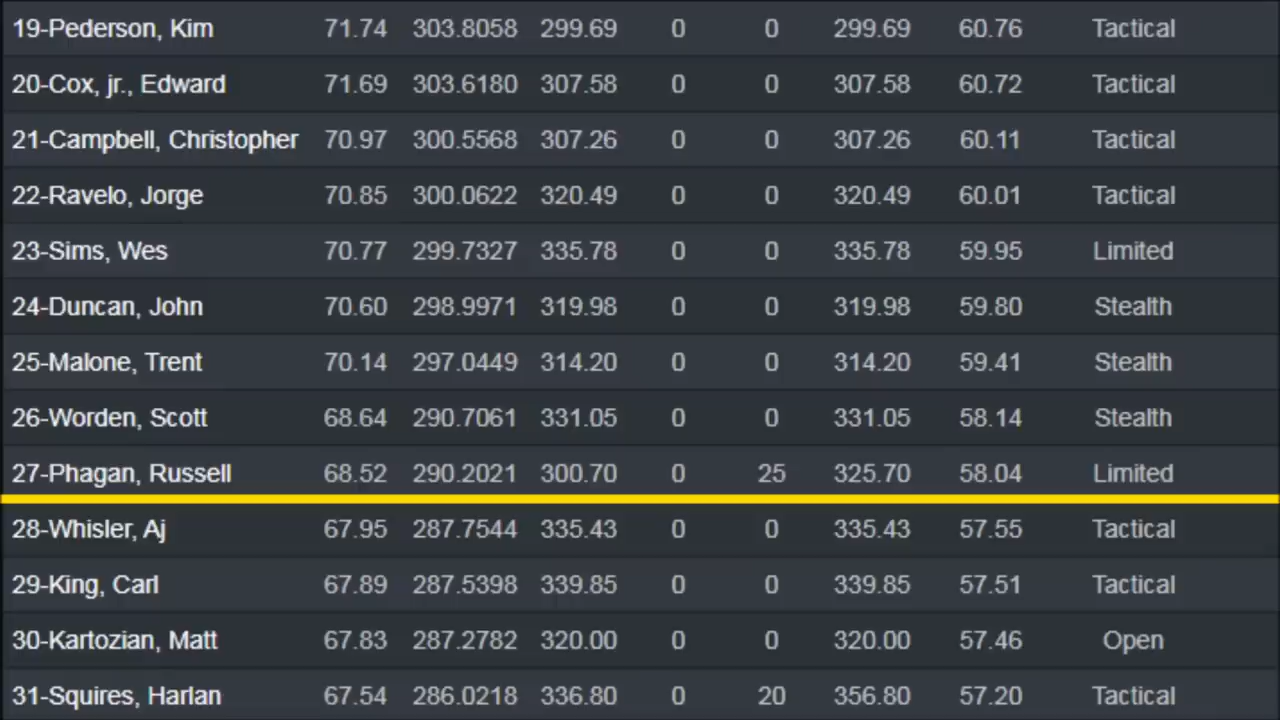 19-Pederson, Kim 71.74 303.8058 299.69 0 0 299.69 60.76 Tactical
20-Cox, jr., Edward 71.69 303.6180 307.58 0 0 307.58 60.72 Tactical
21-Campbell, Christopher 70.97 300.5568 307.26 0 0 307.26 60.11 Tactical
22-Ravelo, Jorge 70.85 300.0622 320.49 0 0 320.49 60.01 Tactical
23-Sims, Wes 70.77 299.7327 335.78 0 0 335.78 59.95 Limited
24-Duncan, John 70.60 298.9971 319.98 0 0 319.98 59.80 Stealth
25-Malone, Trent 70.14 297.0449 314.20 0 0 314.20 59.41 Stealth
26-Worden, Scott 68.64 290.7061 331.05 0 0 331.05 58.14 Stealth
27-Phagan, Russell 68.52 290.2021 300.70 0 25 325.70 58.04 Limited
28-Whisler, Aj 67.95 287.7544 335.43 0 0 335.43 57.55 Tactical
29-King, Carl 67.89 287.5398 339.85 0 0 339.85 57.51 Tactical
30-Kartozian, Matt 67.83 287.2782 320.00 0 0 320.00 57.46 Open
31-Squires, Harlan 67.54 286.0218 336.80 0 20 356.80 57.20 Tactical